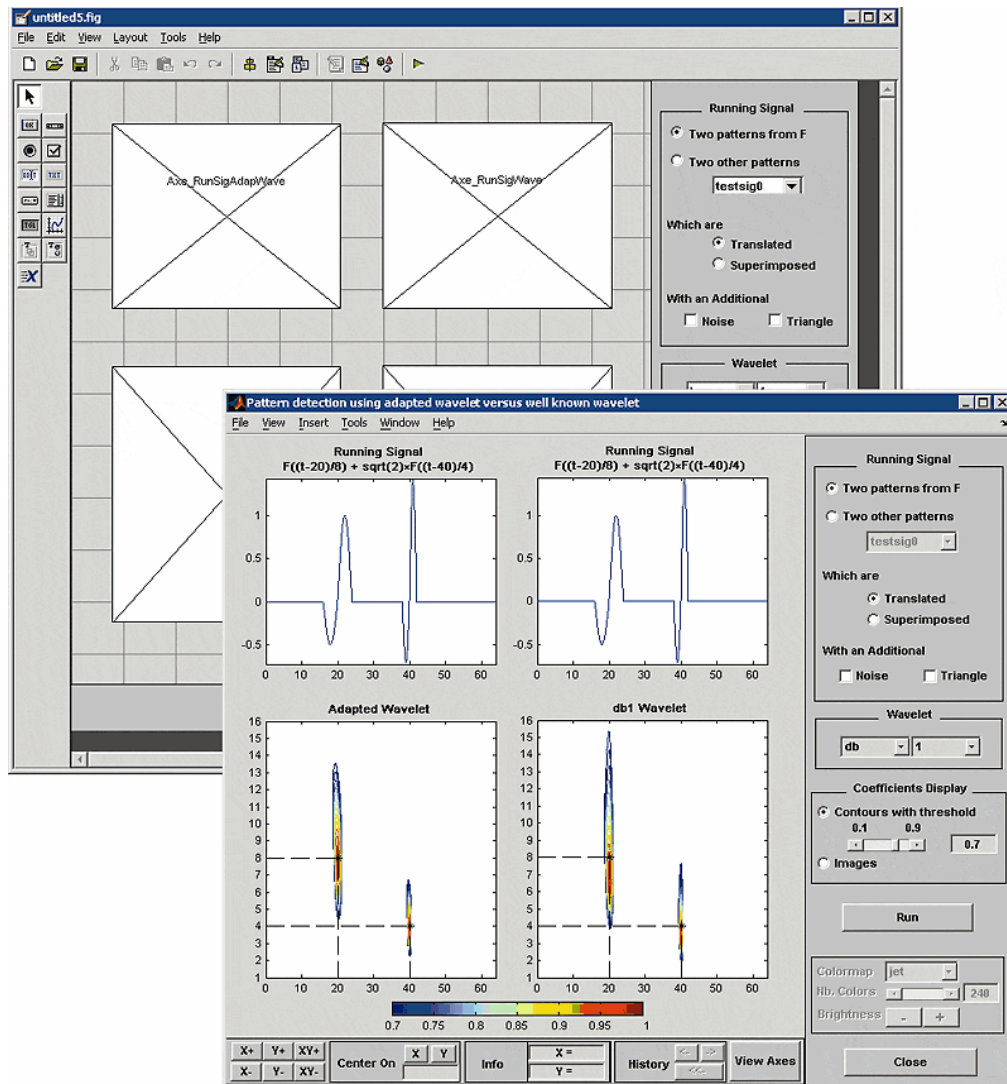 untitled5.fig
File Edit View Layout Tools Help
OK
EDIT TXT
TGL
Axe_RunSigAdapWave
Axe_RunSigWave
Running Signal
Two patterns from F
Two other patterns
testsig0
Which are
Translated
Superimposed
With an Additional
Noise Triangle
Wavelet
Pattern detection using adapted wavelet versus well known wavelet
File View Insert Tools Window Help
Running Signal
F((t-20)/8) + sqrt(2)×F((t-40)/4)
1
0.5
0
-0.5
0 10 20 30 40 50 60
Running Signal
F((t-20)/8) + sqrt(2)×F((t-40)/4)
1
0.5
0
-0.5
0 10 20 30 40 50 60
Adapted Wavelet
16
15
14
13
12
11
10
9
8
7
6
5
4
3
2
1
0 10 20 30 40 50 60
db1 Wavelet
16
15
14
13
12
11
10
9
8
7
6
5
4
3
2
1
0 10 20 30 40 50 60
0.7 0.75 0.8 0.85 0.9 0.95 1
Running Signal
Two patterns from F
Two other patterns
testsig0
Which are
Translated
Superimposed
With an Additional
Noise Triangle
Wavelet
db 1
Coefficients Display
Contours with threshold
0.1 0.9
0.7
Images
Run
Colormap jet
Nb. Colors 240
Brightness - +
Close
X+ Y+ XY+
X- Y- XY-
Center On X Y
Info X =
Y =
History <- ->
<<-
View Axes